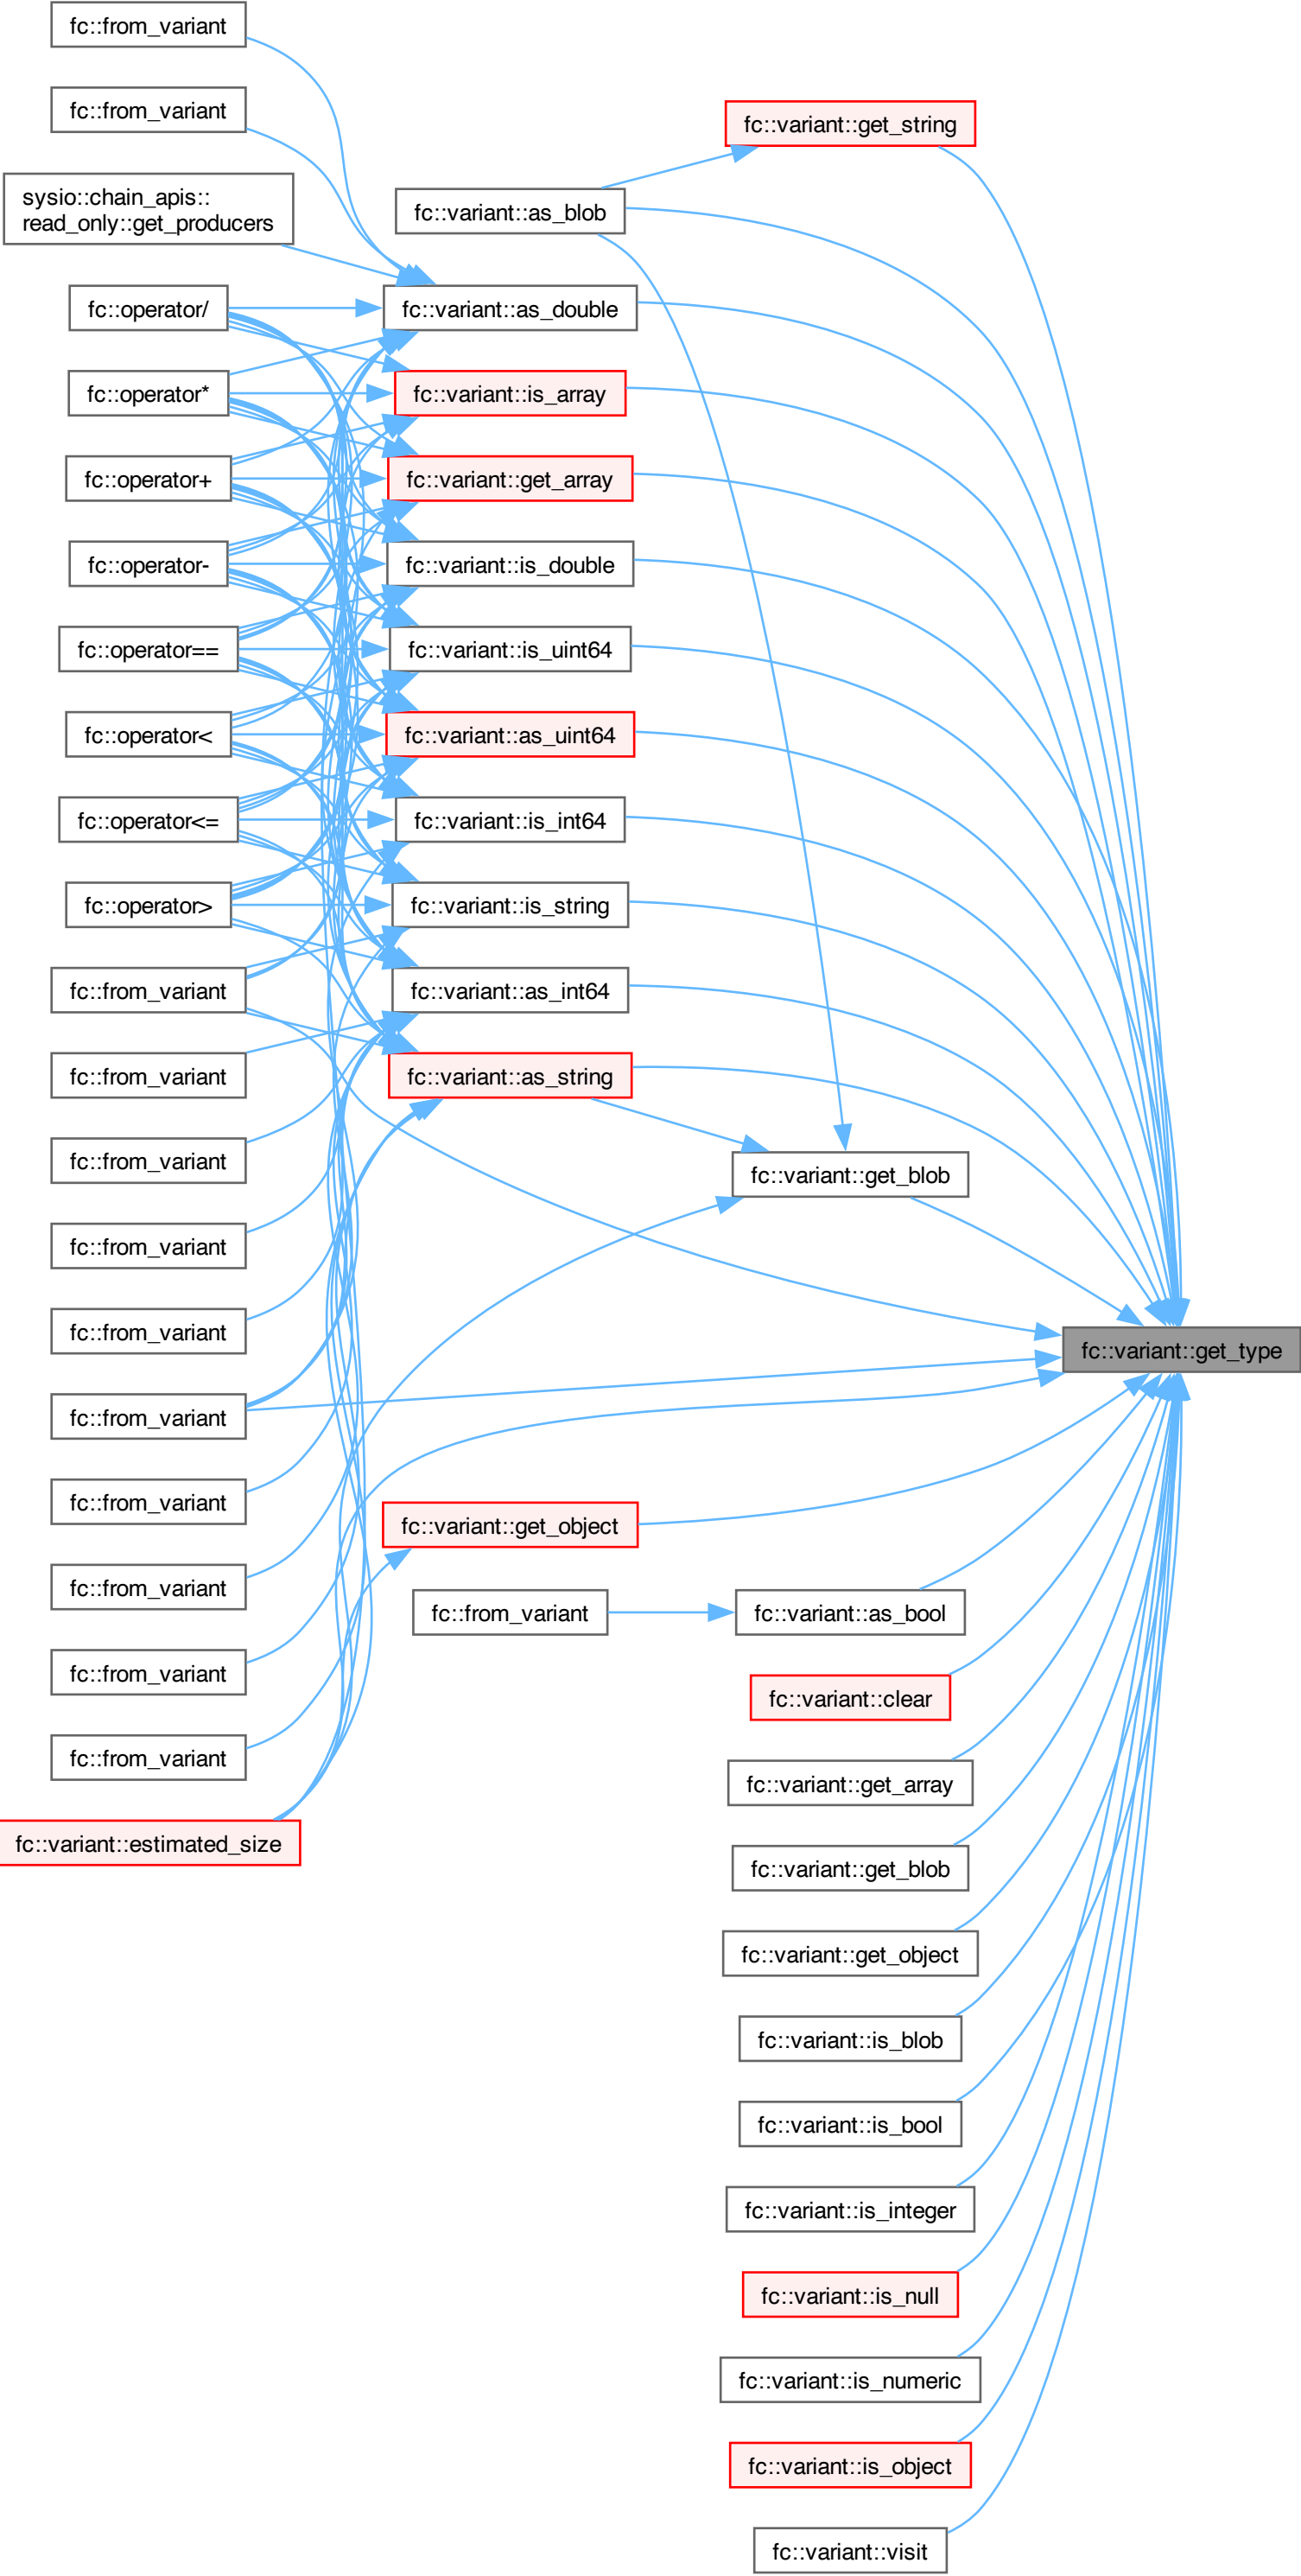 fc::from_variant
fc::from_variant
sysio::chain_apis::
read_only::get_producers
fc::operator/
fc::operator*
fc::operator+
fc::operator-
fc::operator==
fc::operator<
fc::operator<=
fc::operator>
fc::from_variant
fc::from_variant
fc::from_variant
fc::from_variant
fc::from_variant
fc::from_variant
fc::from_variant
fc::from_variant
fc::from_variant
fc::from_variant
fc::variant::estimated_size
fc::variant::as_blob
fc::variant::as_double
fc::variant::is_array
fc::variant::get_array
fc::variant::is_double
fc::variant::is_uint64
fc::variant::as_uint64
fc::variant::is_int64
fc::variant::is_string
fc::variant::as_int64
fc::variant::as_string
fc::variant::get_object
fc::from_variant
fc::variant::get_string
fc::variant::get_blob
fc::variant::as_bool
fc::variant::clear
fc::variant::get_array
fc::variant::get_blob
fc::variant::get_object
fc::variant::is_blob
fc::variant::is_bool
fc::variant::is_integer
fc::variant::is_null
fc::variant::is_numeric
fc::variant::is_object
fc::variant::visit
fc::variant::get_type